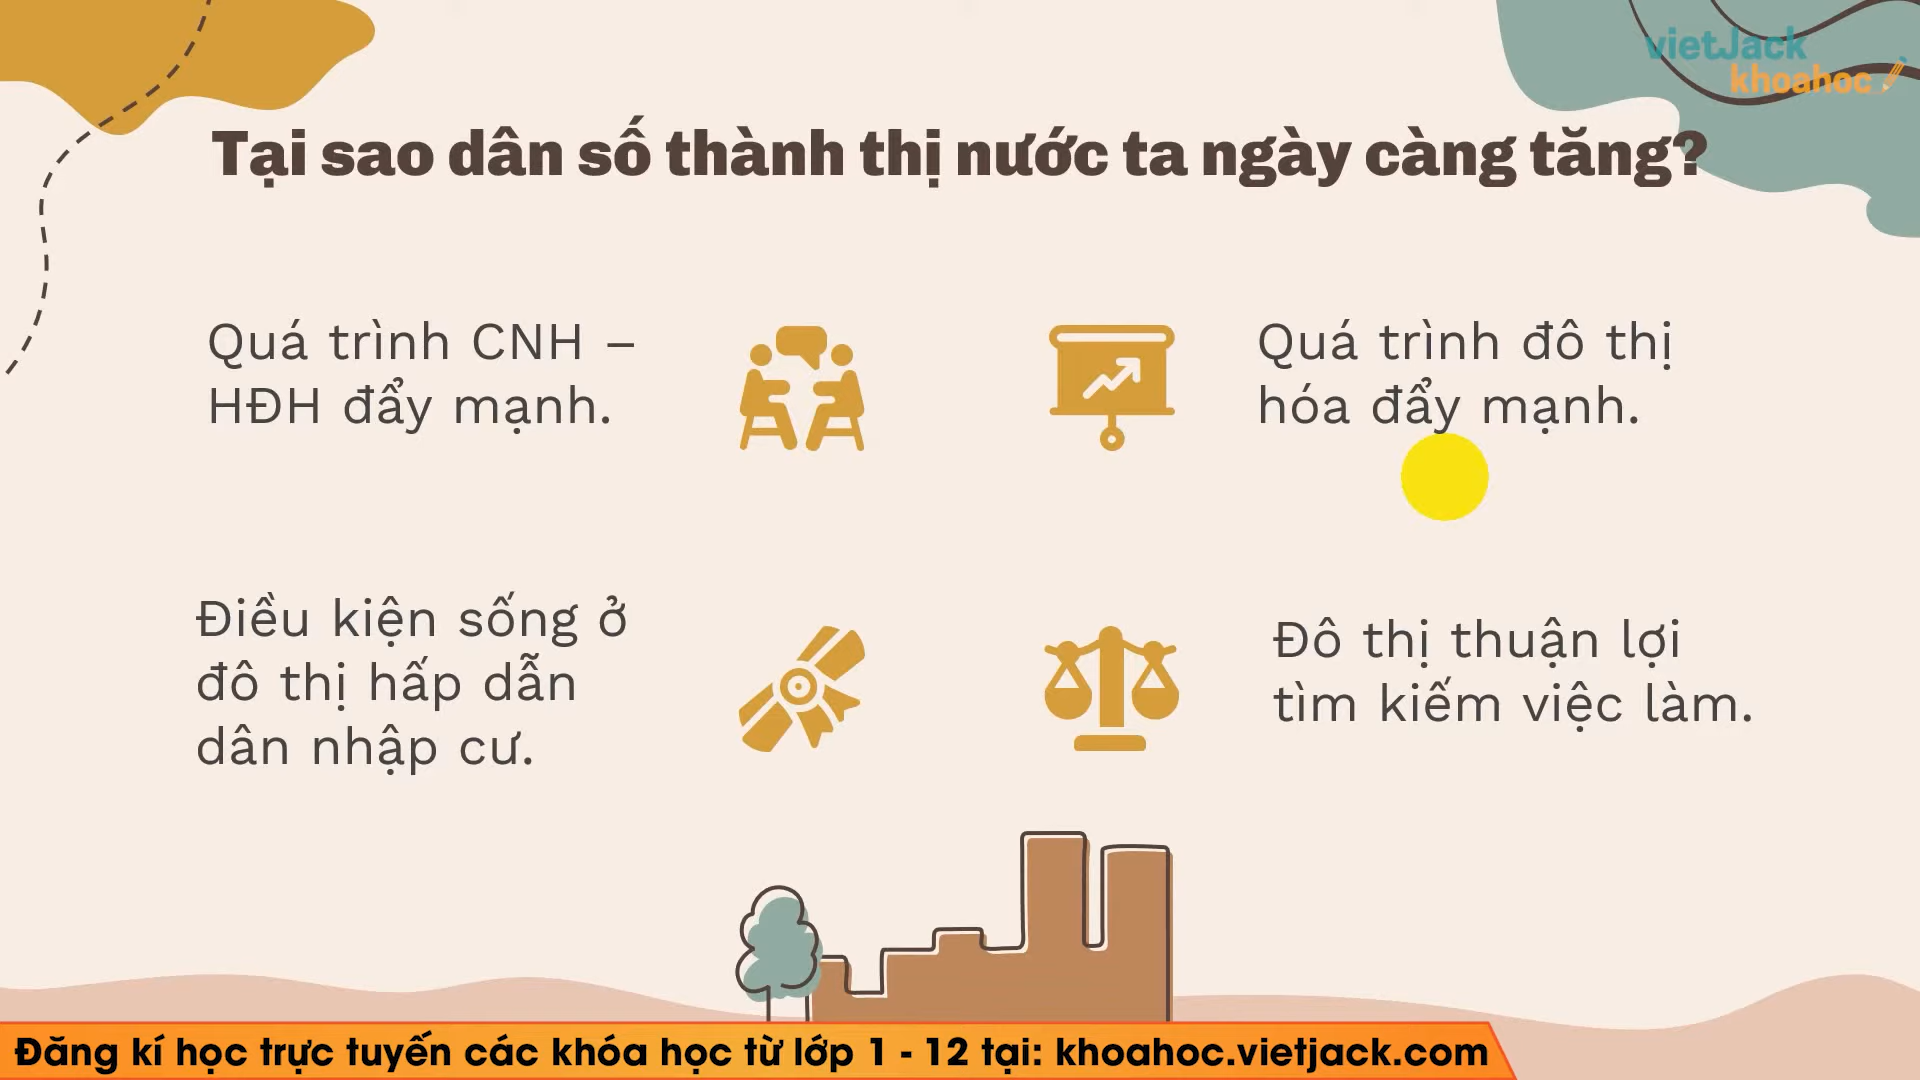 vietJack
khoahoc
Tại sao dân số thành thị nước ta ngày càng tăng?
Quá trình CNH –
HĐH đẩy mạnh.
Quá trình đô thị
hóa đẩy mạnh.
Điều kiện sống ở
đô thị hấp dẫn
dân nhập cư.
Đô thị thuận lợi
tìm kiếm việc làm.
Đăng kí học trực tuyến các khóa học từ lớp 1 - 12 tại: khoahoc.vietjack.com